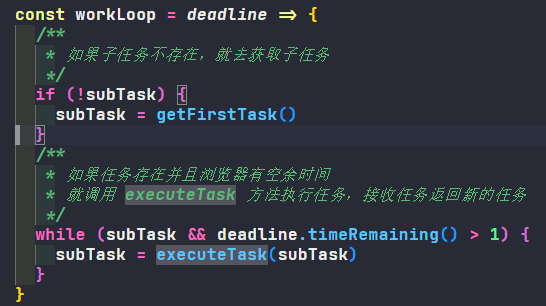 const workLoop = deadline => {
/**
* 如果子任务不存在，就去获取子任务
*/
if (!subTask) {
subTask = getFirstTask()
}
/**
* 如果任务存在并且浏览器有空余时间
* 就调用 executeTask 方法执行任务，接收任务返回新的任务
*/
while (subTask && deadline.timeRemaining() > 1) {
subTask = executeTask(subTask)
}
}